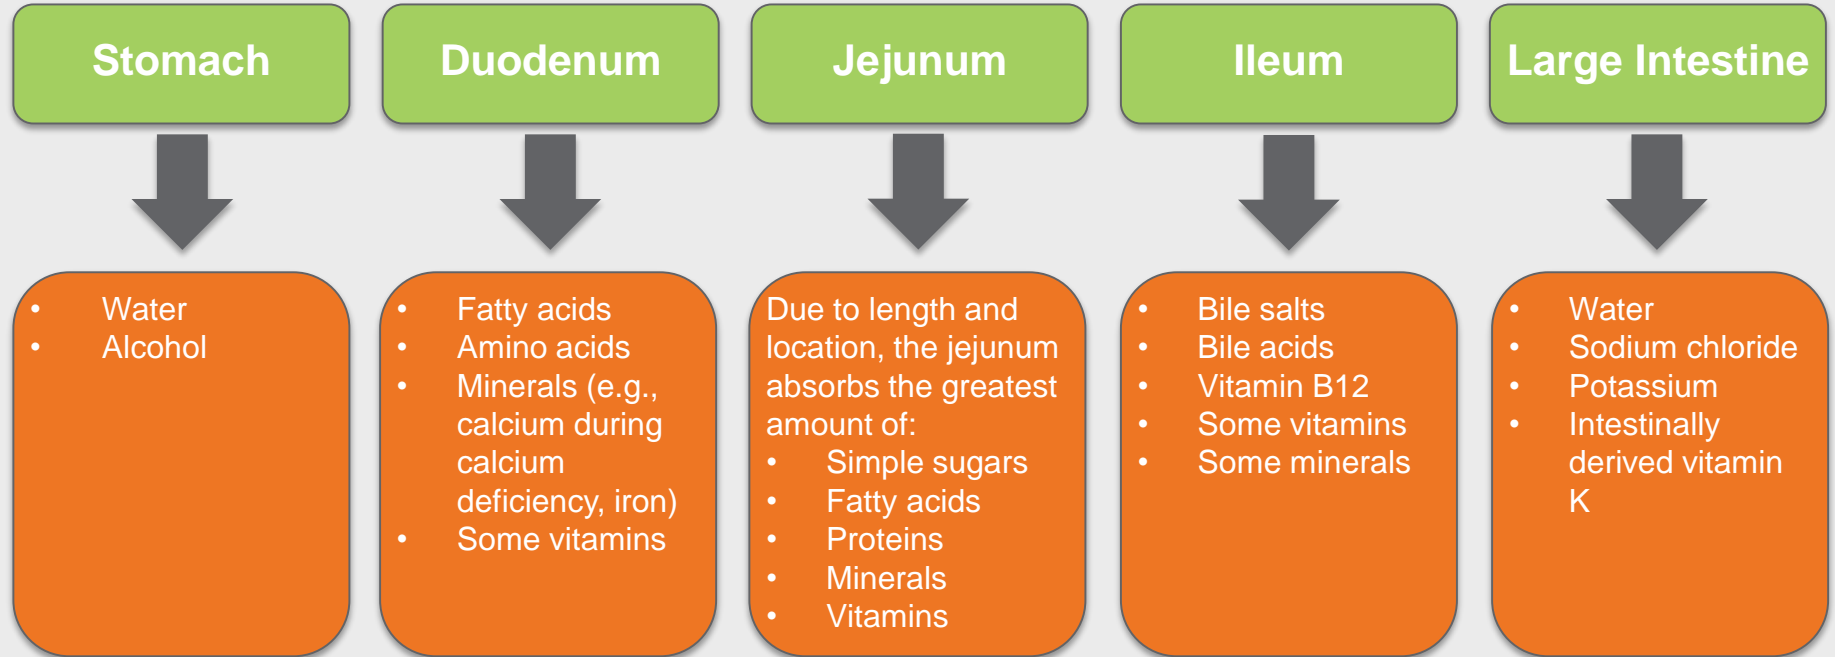 Stomach
Duodenum
Jejunum
Ileum
Large Intestine
• Water
• Alcohol
• Fatty acids
• Amino acids
• Minerals (e.g.,
calcium during
calcium
deficiency, iron)
• Some vitamins
Due to length and
location, the jejunum
absorbs the greatest
amount of:
• Simple sugars
• Fatty acids
• Proteins
• Minerals
• Vitamins
• Bile salts
• Bile acids
• Vitamin B12
• Some vitamins
• Some minerals
• Water
• Sodium chloride
• Potassium
• Intestinally
derived vitamin
K